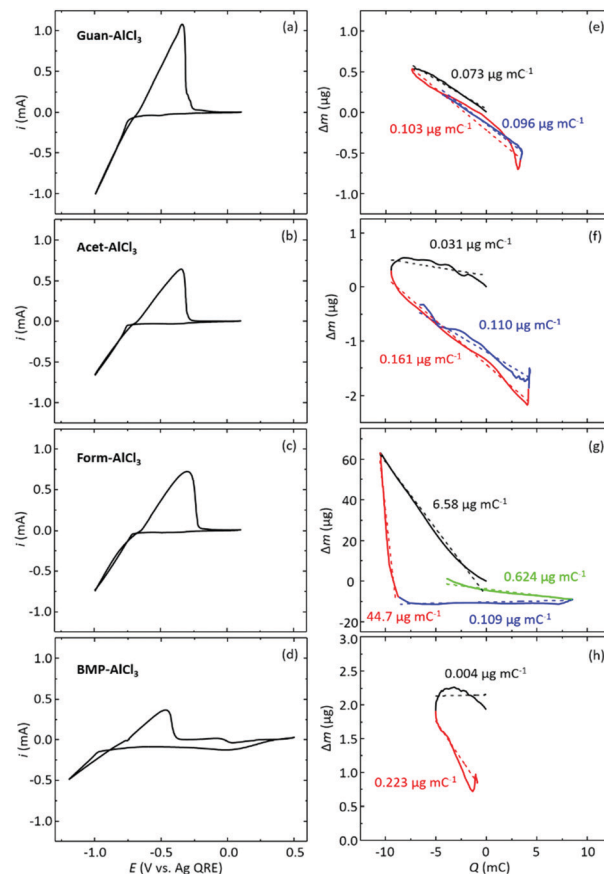 Guan-AlCl₃
(a)
i (mA)
1.0
0.5
0.0
-0.5
-1.0
(e)
Δm (µg)
1.0
0.5
0.0
-0.5
-1.0
0.073 µg mC⁻¹
0.103 µg mC⁻¹
0.096 µg mC⁻¹
Acet-AlCl₃
(b)
i (mA)
1.0
0.5
0.0
-0.5
-1.0
(f)
Δm (µg)
1
0
-1
-2
0.031 µg mC⁻¹
0.110 µg mC⁻¹
0.161 µg mC⁻¹
Form-AlCl₃
(c)
i (mA)
1.0
0.5
0.0
-0.5
-1.0
(g)
Δm (µg)
60
40
20
0
-20
6.58 µg mC⁻¹
0.624 µg mC⁻¹
44.7 µg mC⁻¹
0.109 µg mC⁻¹
BMP-AlCl₃
(d)
i (mA)
1.0
0.5
0.0
-0.5
-1.0
-1.0
-0.5
0.0
0.5
E (V vs. Ag QRE)
(h)
Δm (µg)
3.0
2.5
2.0
1.5
1.0
0.5
0.0
0.004 µg mC⁻¹
0.223 µg mC⁻¹
-10
-5
0
5
10
Q (mC)